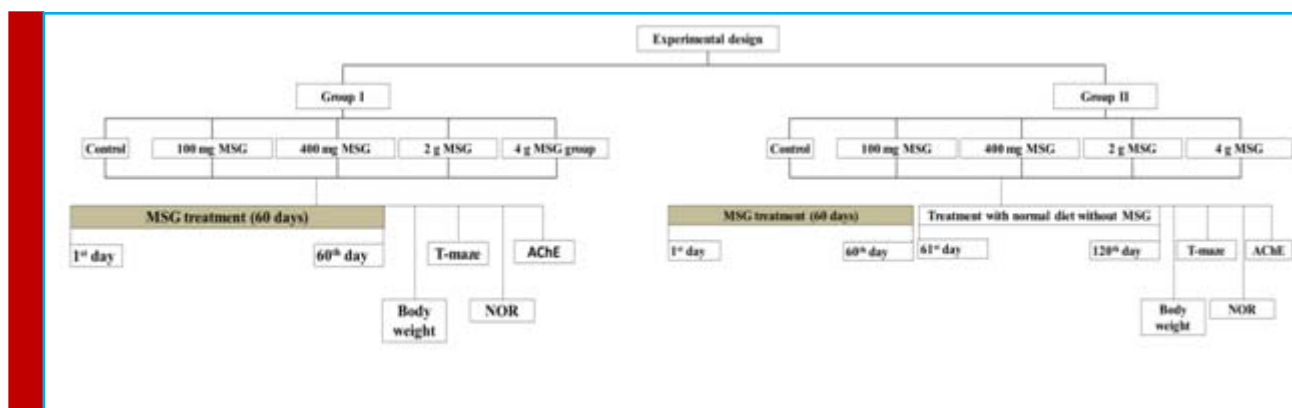 Experimental design
Group I
Group II
Control
100 mg MSG
400 mg MSG
2 g MSG
4 g MSG group
Control
100 mg MSG
400 mg MSG
2 g MSG
4 g MSG
MSG treatment (60 days)
1st day
60th day
T-maze
AChE
Body
weight
NOR
MSG treatment (60 days)
Treatment with normal diet without MSG
1st day
60th day
61st day
120th day
T-maze
AChE
Body
weight
NOR